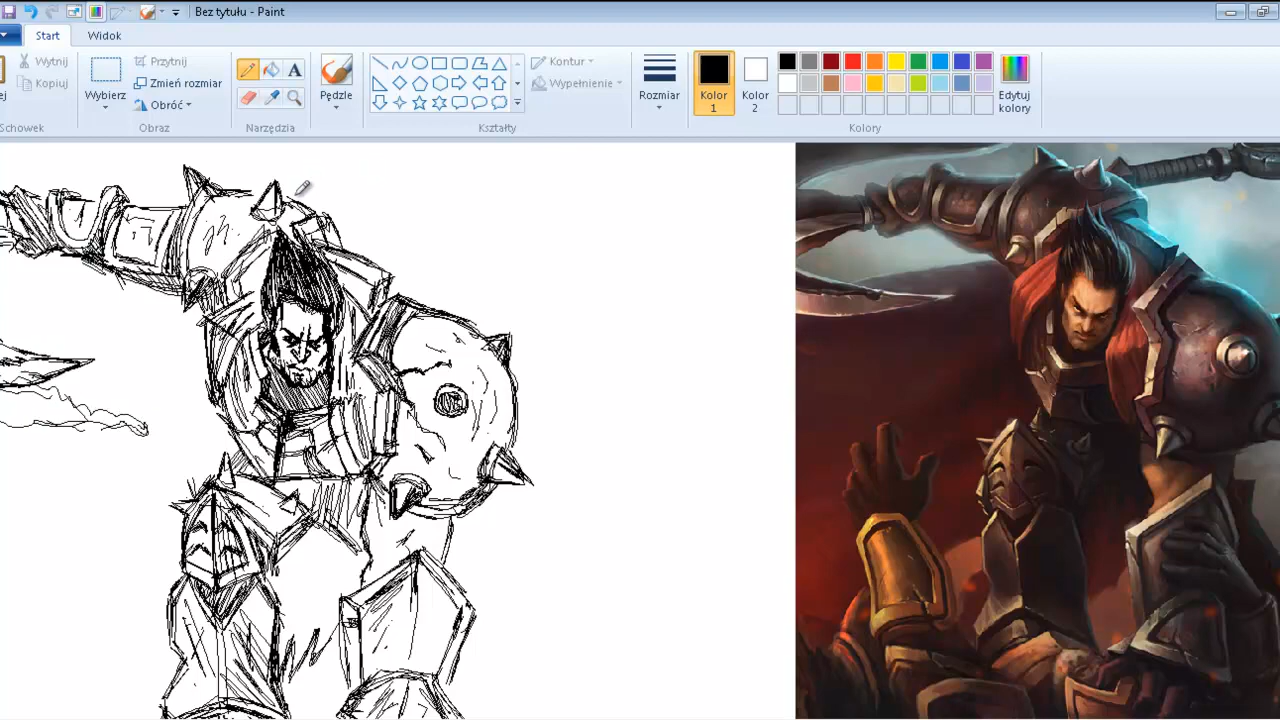 Bez tytułu - Paint
Start Widok
Wytnij
Kopiuj
Schowek
Wybierz
Przytnij
Zmień rozmiar
Obróć
Obraz
A
Narzędzia
Pędzle
Kontur
Wypełnienie
Kształty
Rozmiar
Kolor 1
Kolor 2
Edytuj kolory
Kolory